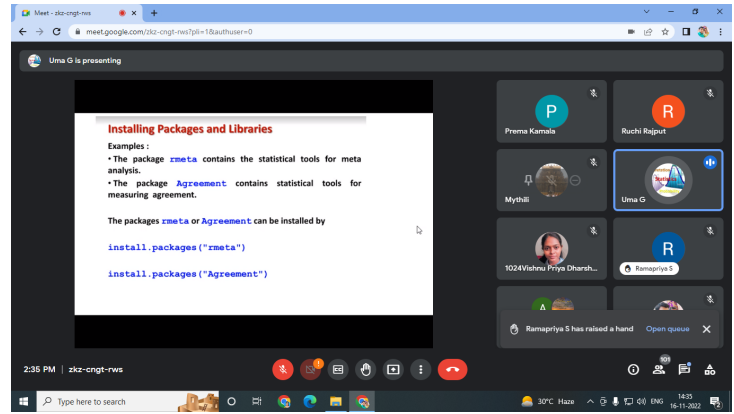 Meet - zkz-cngt-rws
meet.google.com/zkz-cngt-rws?pli=1&authuser=0
Uma G is presenting
Installing Packages and Libraries
Examples :
• The package rmeta contains the statistical tools for meta
analysis.
• The package Agreement contains statistical tools for
measuring agreement.
The packages rmeta or Agreement can be installed by
install.packages("rmeta")
install.packages("Agreement")
P
Prema Kamala
R
Ruchi Rajput
Mythili
Uma G
1024Vishnu Priya Dharsh...
R
Ramapriya S
A
Ramapriya S has raised a hand Open queue
2:35 PM | zkz-cngt-rws
101
Type here to search
30°C Haze
ENG
14:35
16-11-2022
2